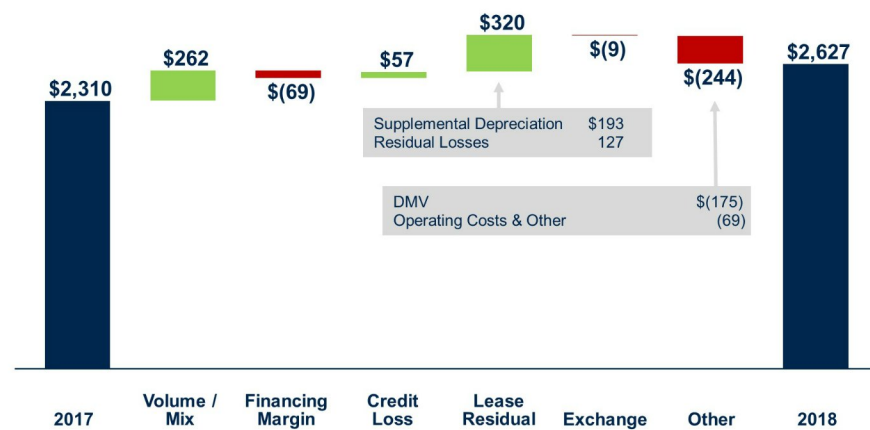 $2,310
$262
$(69)
$57
$320
$(9)
$(244)
$2,627
Supplemental Depreciation $193
Residual Losses 127
DMV $(175)
Operating Costs & Other (69)
2017
Volume /
Mix
Financing
Margin
Credit
Loss
Lease
Residual
Exchange
Other
2018